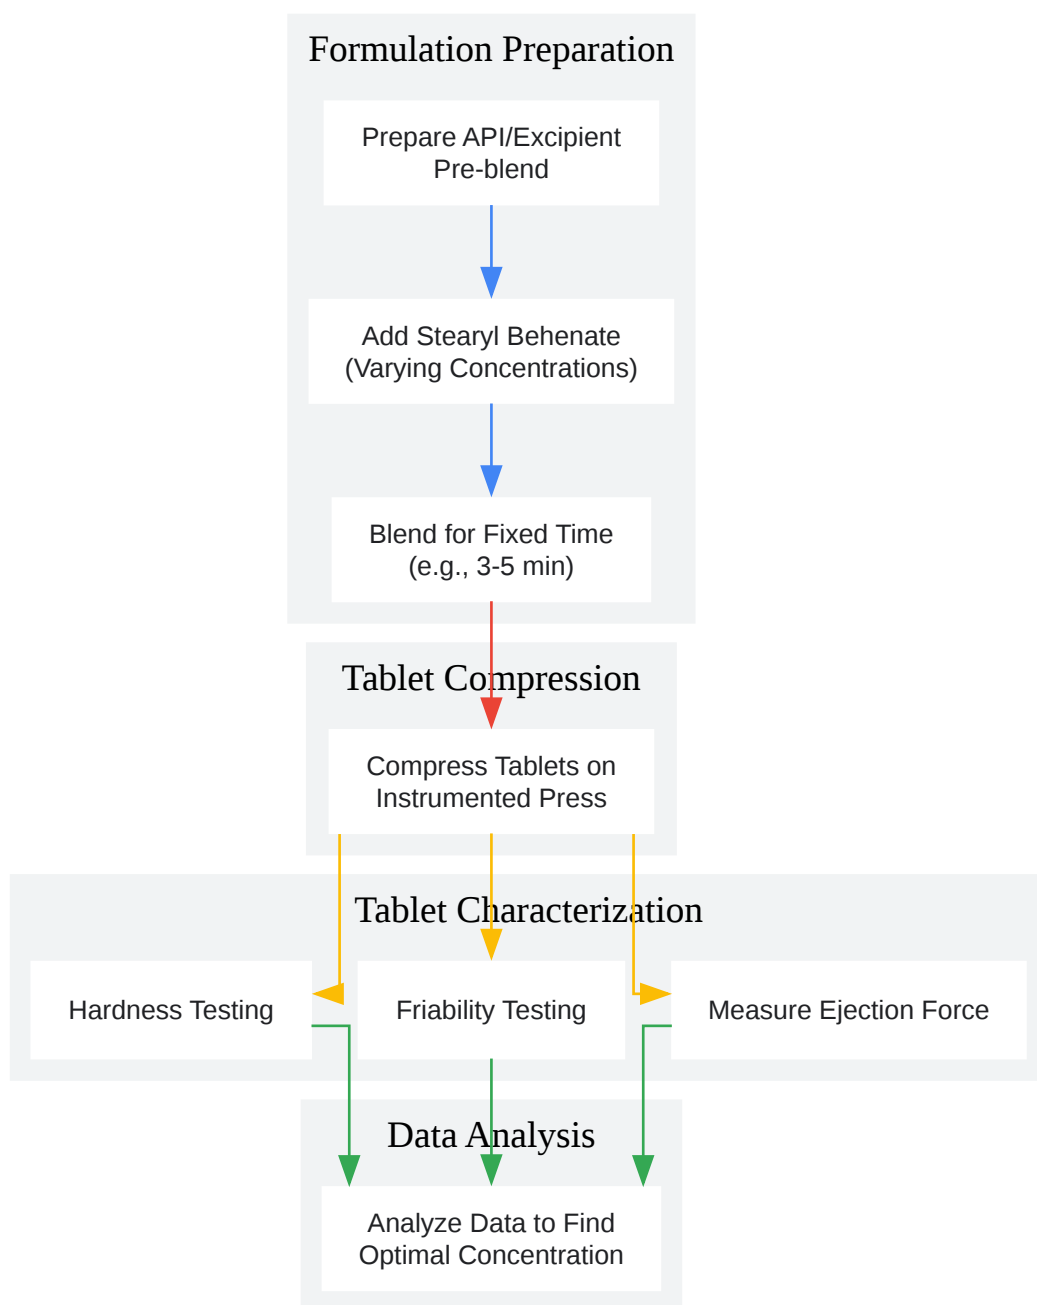 Formulation Preparation
Prepare API/Excipient
Pre-blend
Add Stearyl Behenate
(Varying Concentrations)
Blend for Fixed Time
(e.g., 3-5 min)
Tablet Compression
Compress Tablets on
Instrumented Press
Tablet Characterization
Hardness Testing
Friability Testing
Measure Ejection Force
Data Analysis
Analyze Data to Find
Optimal Concentration